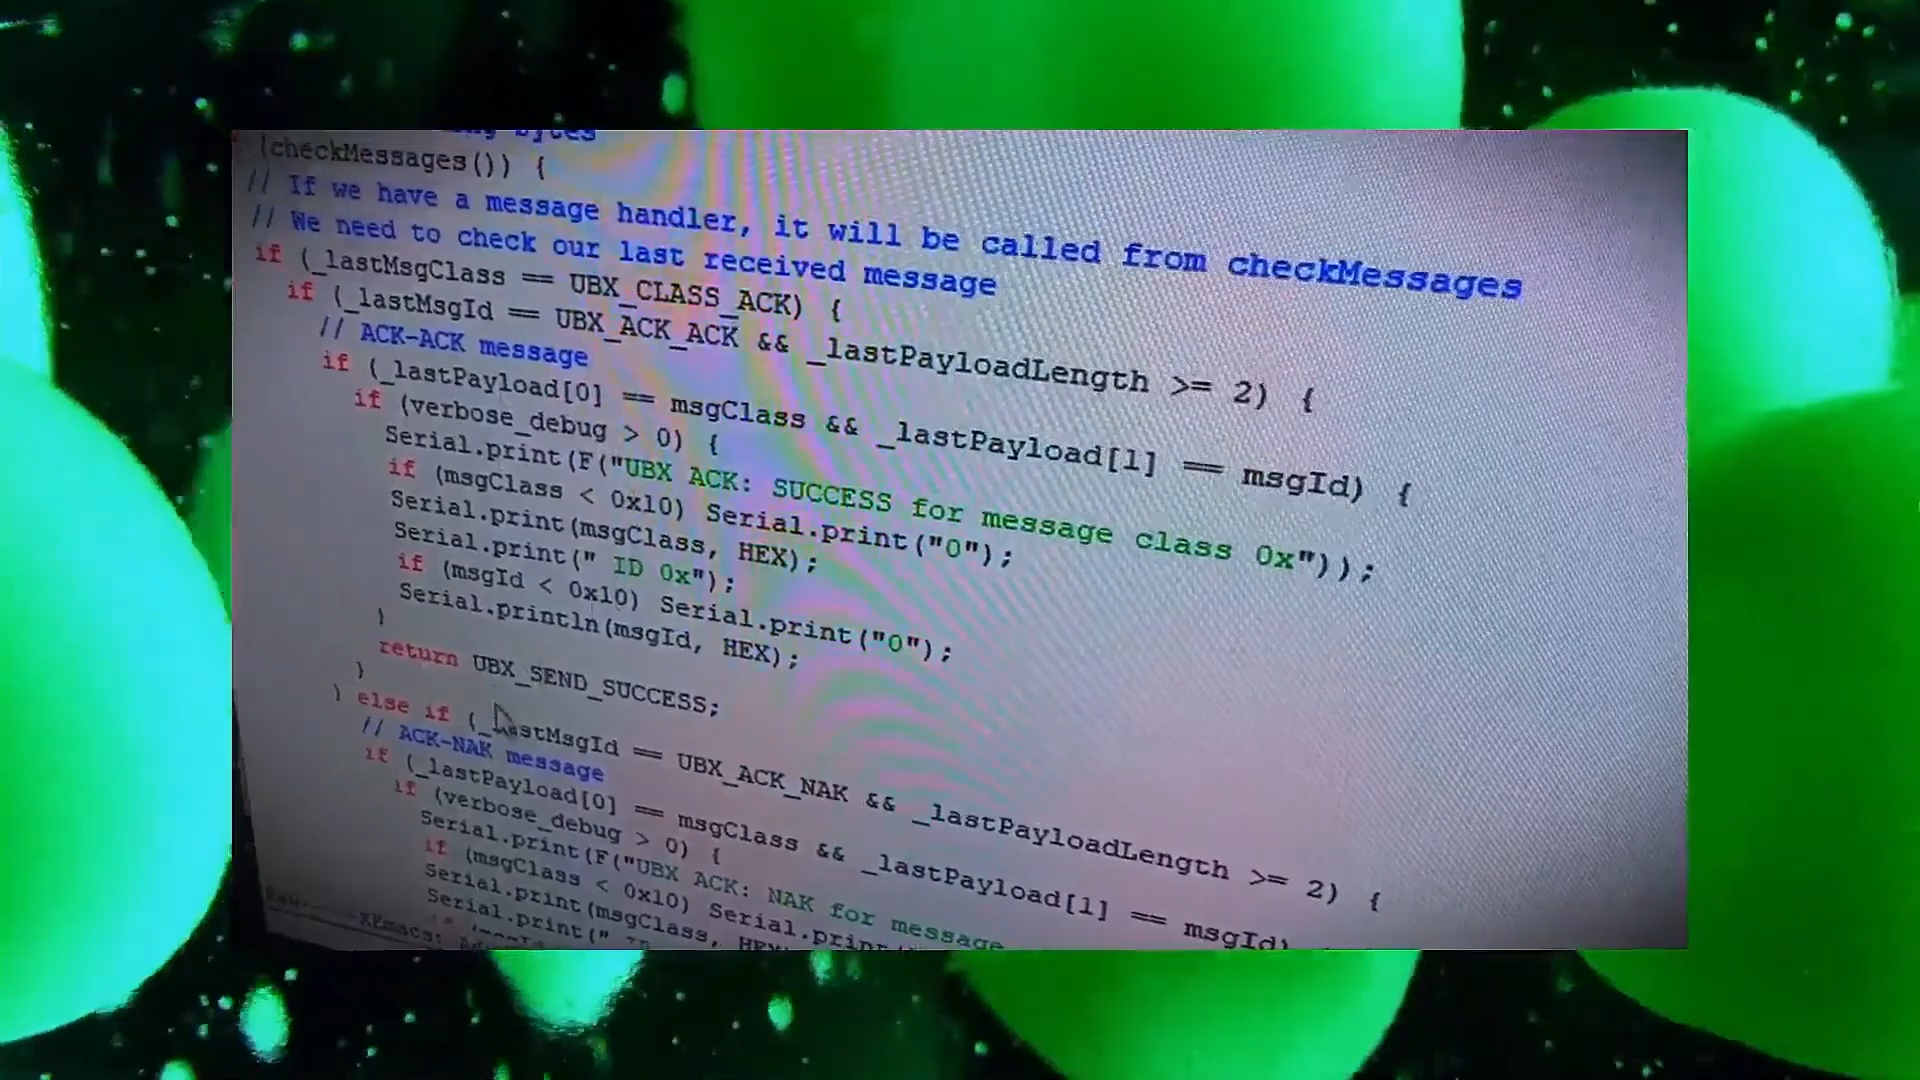 bytes
(checkMessages()) {
// If we have a message handler, it will be called from checkMessages
// We need to check our last received message
if (_lastMsgClass == UBX_CLASS_ACK) {
if (_lastMsgId == UBX_ACK_ACK && _lastPayloadLength >= 2) {
// ACK-ACK message
if (_lastPayload[0] == msgClass && _lastPayload[1] == msgId) {
if (verbose_debug > 0) {
Serial.print(F("UBX ACK: SUCCESS for message class 0x"));
if (msgClass < 0x10) Serial.print("0");
Serial.print(msgClass, HEX);
Serial.print(" ID 0x");
if (msgId < 0x10) Serial.print("0");
Serial.println(msgId, HEX);
}
return UBX_SEND_SUCCESS;
}
} else if (_lastMsgId == UBX_ACK_NAK && _lastPayloadLength >= 2) {
// ACK-NAK message
if (_lastPayload[0] == msgClass && _lastPayload[1] == msgId)
if (verbose_debug > 0) {
Serial.print(F("UBX ACK: NAK for message
if (msgClass < 0x10) Serial.print(
Serial.print(msgClass, HEX)
Serial.print(" ID
XEmacs: